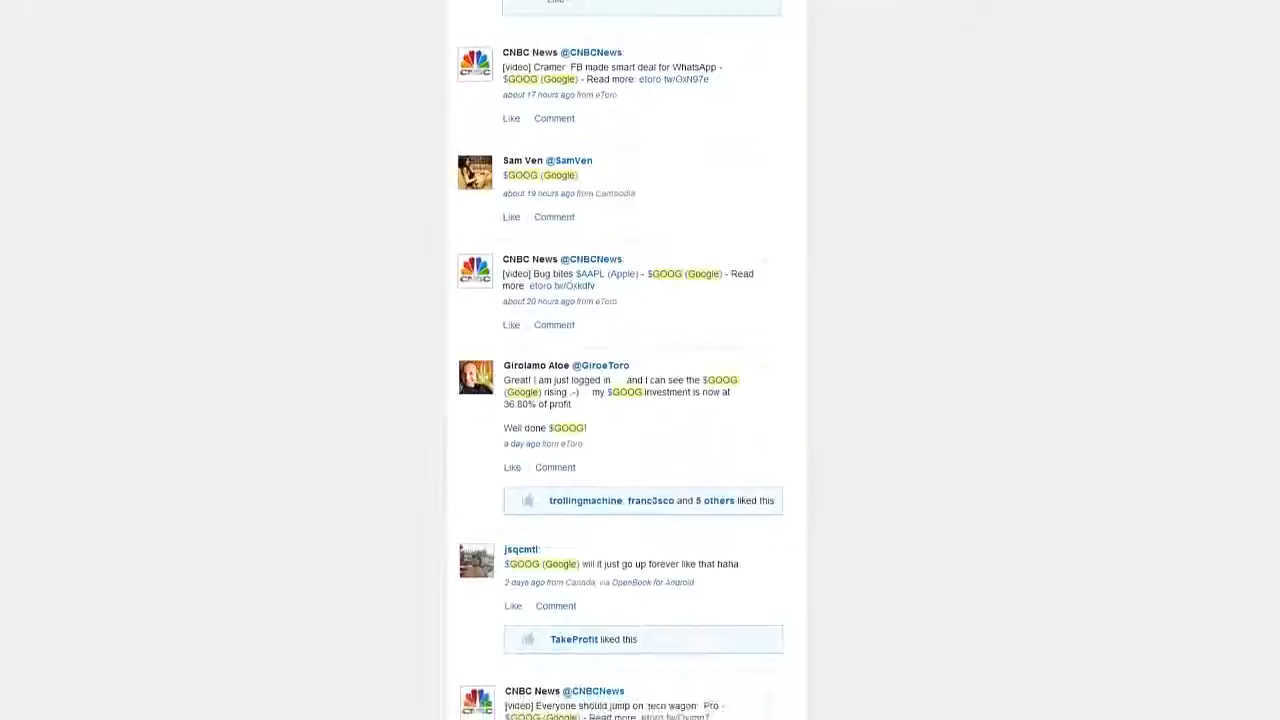 Like
CNBC News @CNBCNews:
[video] Cramer: FB made smart deal for WhatsApp -
$GOOG (Google) - Read more: etoro.tw/OxN97e
about 17 hours ago from eToro
Like Comment
Sam Ven @SamVen
$GOOG (Google)
about 19 hours ago from Cambodia
Like Comment
CNBC News @CNBCNews:
[video] Bug bites $AAPL (Apple) - $GOOG (Google) - Read
more: etoro.tw/Oxkdfv
about 20 hours ago from eToro
Like Comment
Girolamo Aloe @GiroeToro
Great! I am just logged in and I can see the $GOOG
(Google) rising :-) my $GOOG investment is now at
36.80% of profit
Well done $GOOG!
a day ago from eToro
Like Comment
trollingmachine, franc3sco and 5 others liked this
jsqcmtl:
$GOOG (Google) will it just go up forever like that haha
2 days ago from Canada, via OpenBook for Android
Like Comment
TakeProfit liked this
CNBC News @CNBCNews
[video] Everyone should jump on tech wagon: Pro -
$GOOG (Google) - Read more: